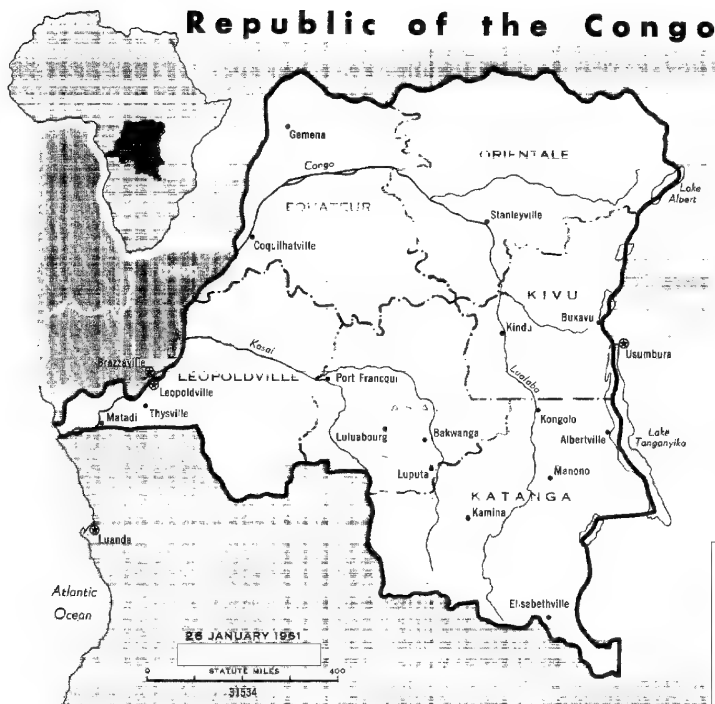 Republic of the Congo
Gemena
ORIENTALE
Congo
Lake
Albert
EQUATEUR
Stanleyville
Coquilhatville
KIVU
Bukavu
Kindu
Usumbura
Kasai
Brazzaville
LEOPOLDVILLE
Port Francqui
Lualaba
Leopoldville
Matadi
Thysville
Kongolo
Luluabourg
Bakwanga
Albertville
Lake
Tanganyika
Luputa
Manono
KATANGA
Kamina
Luanda
Atlantic
Ocean
Elisabethville
26 JANUARY 1961
STATUTE MILES
0
400
31534